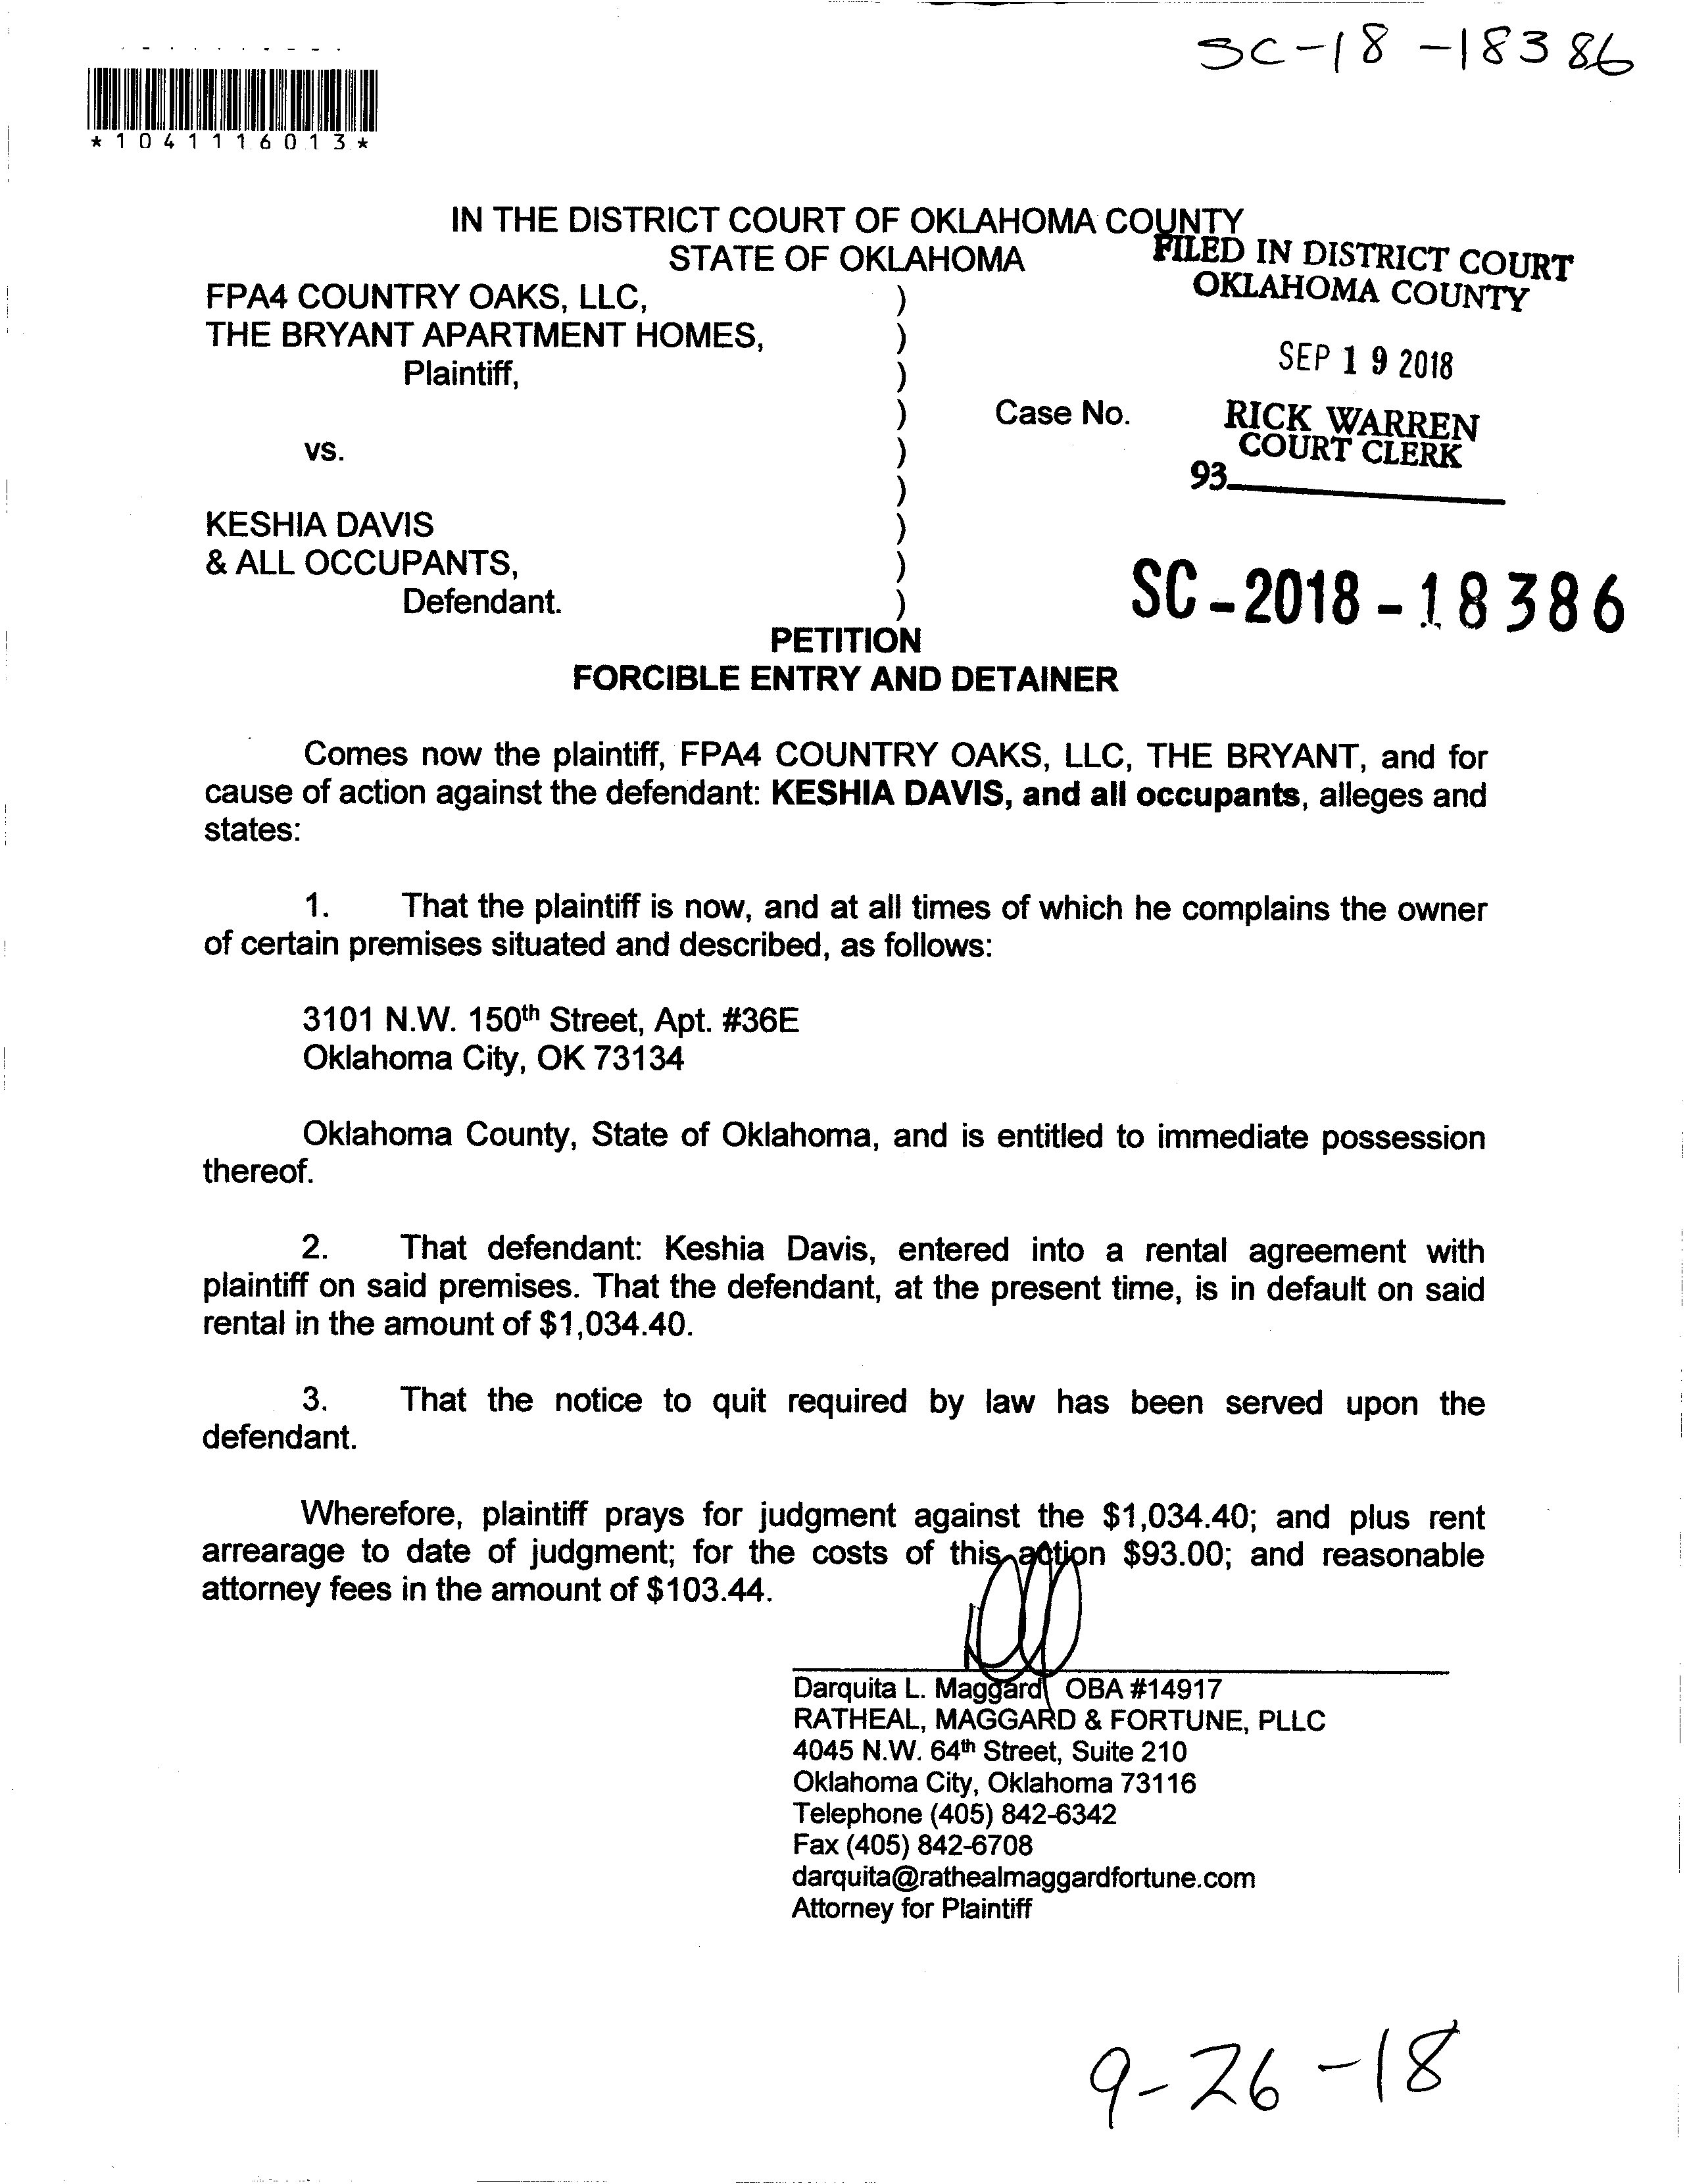 SC-18-18386
*1041116013*
IN THE DISTRICT COURT OF OKLAHOMA COUNTY
STATE OF OKLAHOMA
FILED IN DISTRICT COURT
OKLAHOMA COUNTY
SEP 19 2018
RICK WARREN
COURT CLERK
93
FPA4 COUNTRY OAKS, LLC, )
THE BRYANT APARTMENT HOMES, )
Plaintiff, )
) Case No.
vs. )
)
KESHIA DAVIS )
& ALL OCCUPANTS, )
Defendant. )
SC-2018-18386
PETITION
FORCIBLE ENTRY AND DETAINER
Comes now the plaintiff, FPA4 COUNTRY OAKS, LLC, THE BRYANT, and for
cause of action against the defendant: KESHIA DAVIS, and all occupants, alleges and
states:
1. That the plaintiff is now, and at all times of which he complains the owner
of certain premises situated and described, as follows:
3101 N.W. 150th Street, Apt. #36E
Oklahoma City, OK 73134
Oklahoma County, State of Oklahoma, and is entitled to immediate possession
thereof.
2. That defendant: Keshia Davis, entered into a rental agreement with
plaintiff on said premises. That the defendant, at the present time, is in default on said
rental in the amount of $1,034.40.
3. That the notice to quit required by law has been served upon the
defendant.
Wherefore, plaintiff prays for judgment against the $1,034.40; and plus rent
arrearage to date of judgment; for the costs of this action $93.00; and reasonable
attorney fees in the amount of $103.44.
Darquita L. Maggard OBA #14917
RATHEAL, MAGGARD & FORTUNE, PLLC
4045 N.W. 64th Street, Suite 210
Oklahoma City, Oklahoma 73116
Telephone (405) 842-6342
Fax (405) 842-6708
darquita@rathealmaggardfortune.com
Attorney for Plaintiff
9-26-18